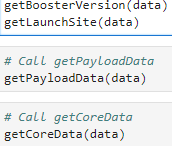 getBoosterVersion(data)
getLaunchSite(data)
# Call getPayloadData
getPayloadData(data)
# Call getCoreData
getCoreData(data)